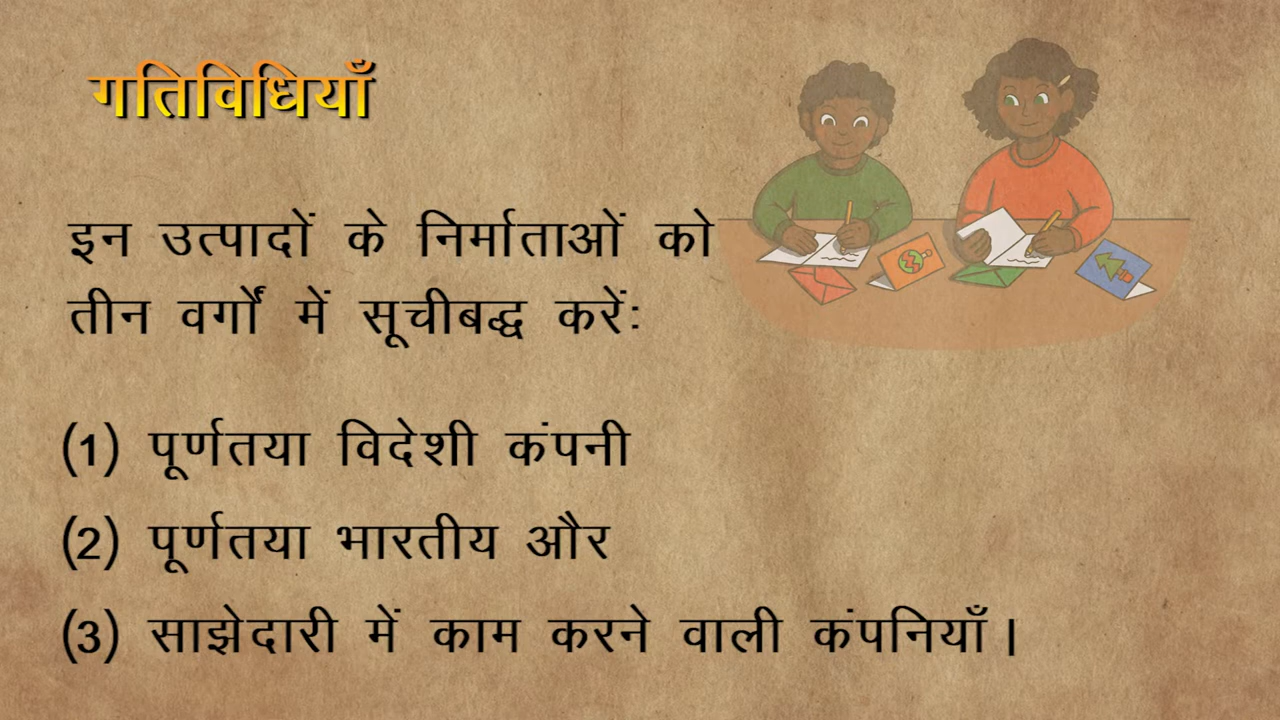 गतिविधियाँ
इन उत्पादों के निर्माताओं को
तीन वर्गों में सूचीबद्ध करेंः
(1) पूर्णतया विदेशी कंपनी
(2) पूर्णतया भारतीय और
(3) साझेदारी में काम करने वाली कंपनियाँ।